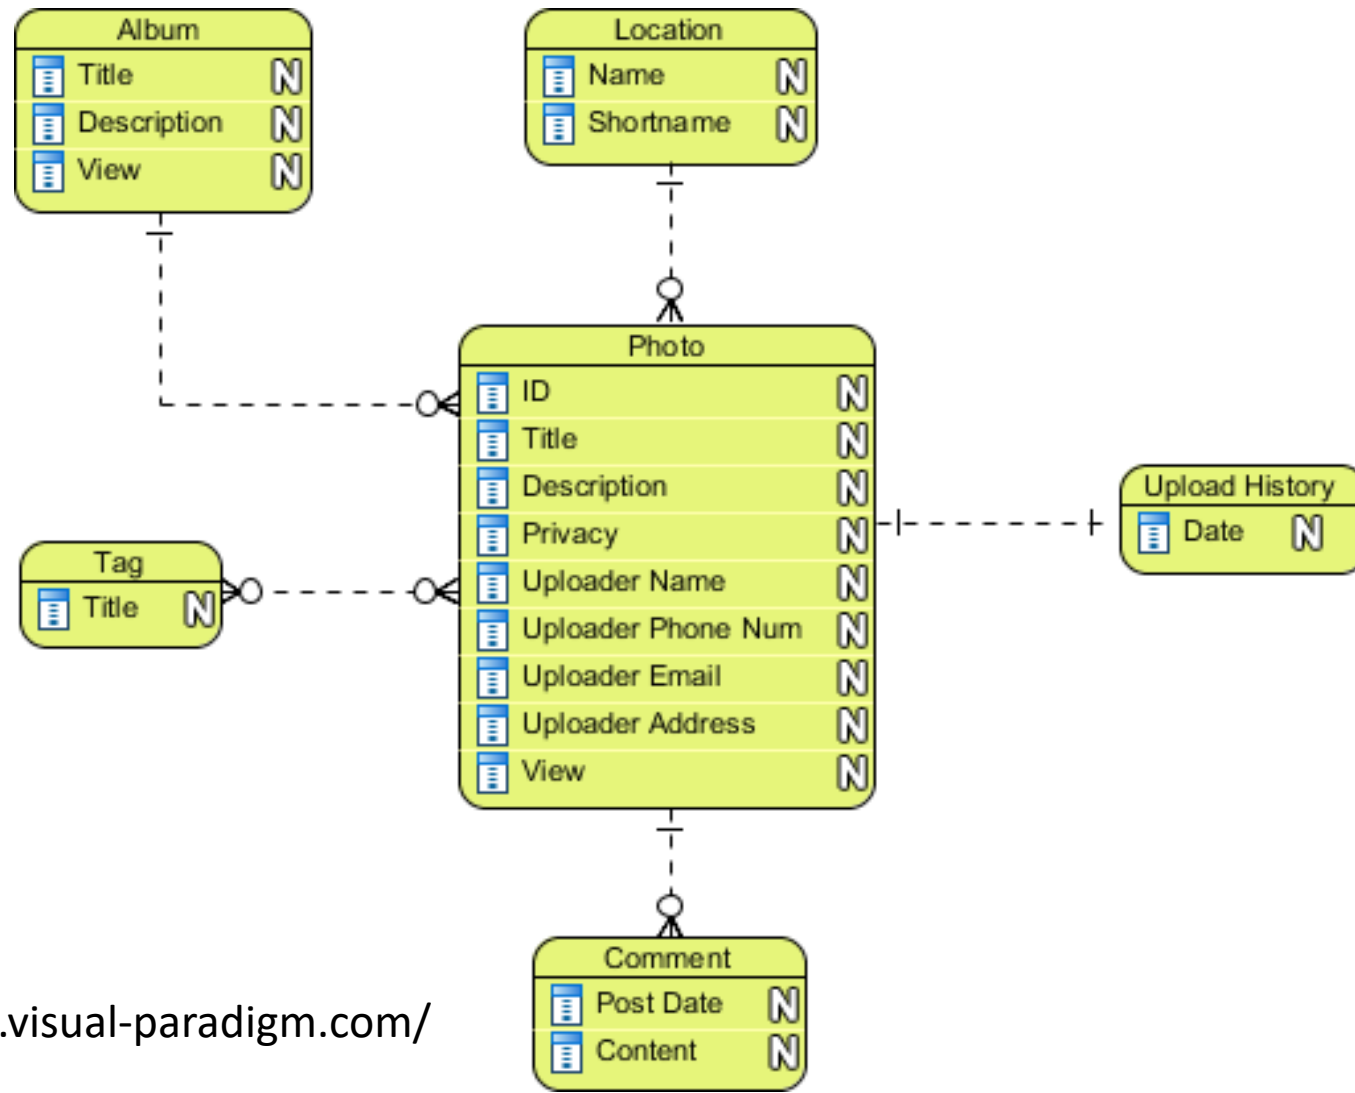 Album
Title N
Description N
View N
Location
Name N
Shortname N
Photo
ID N
Title N
Description N
Privacy N
Uploader Name N
Uploader Phone Num N
Uploader Email N
Uploader Address N
View N
Upload History
Date N
Tag
Title N
Comment
Post Date N
Content N
.visual-paradigm.com/